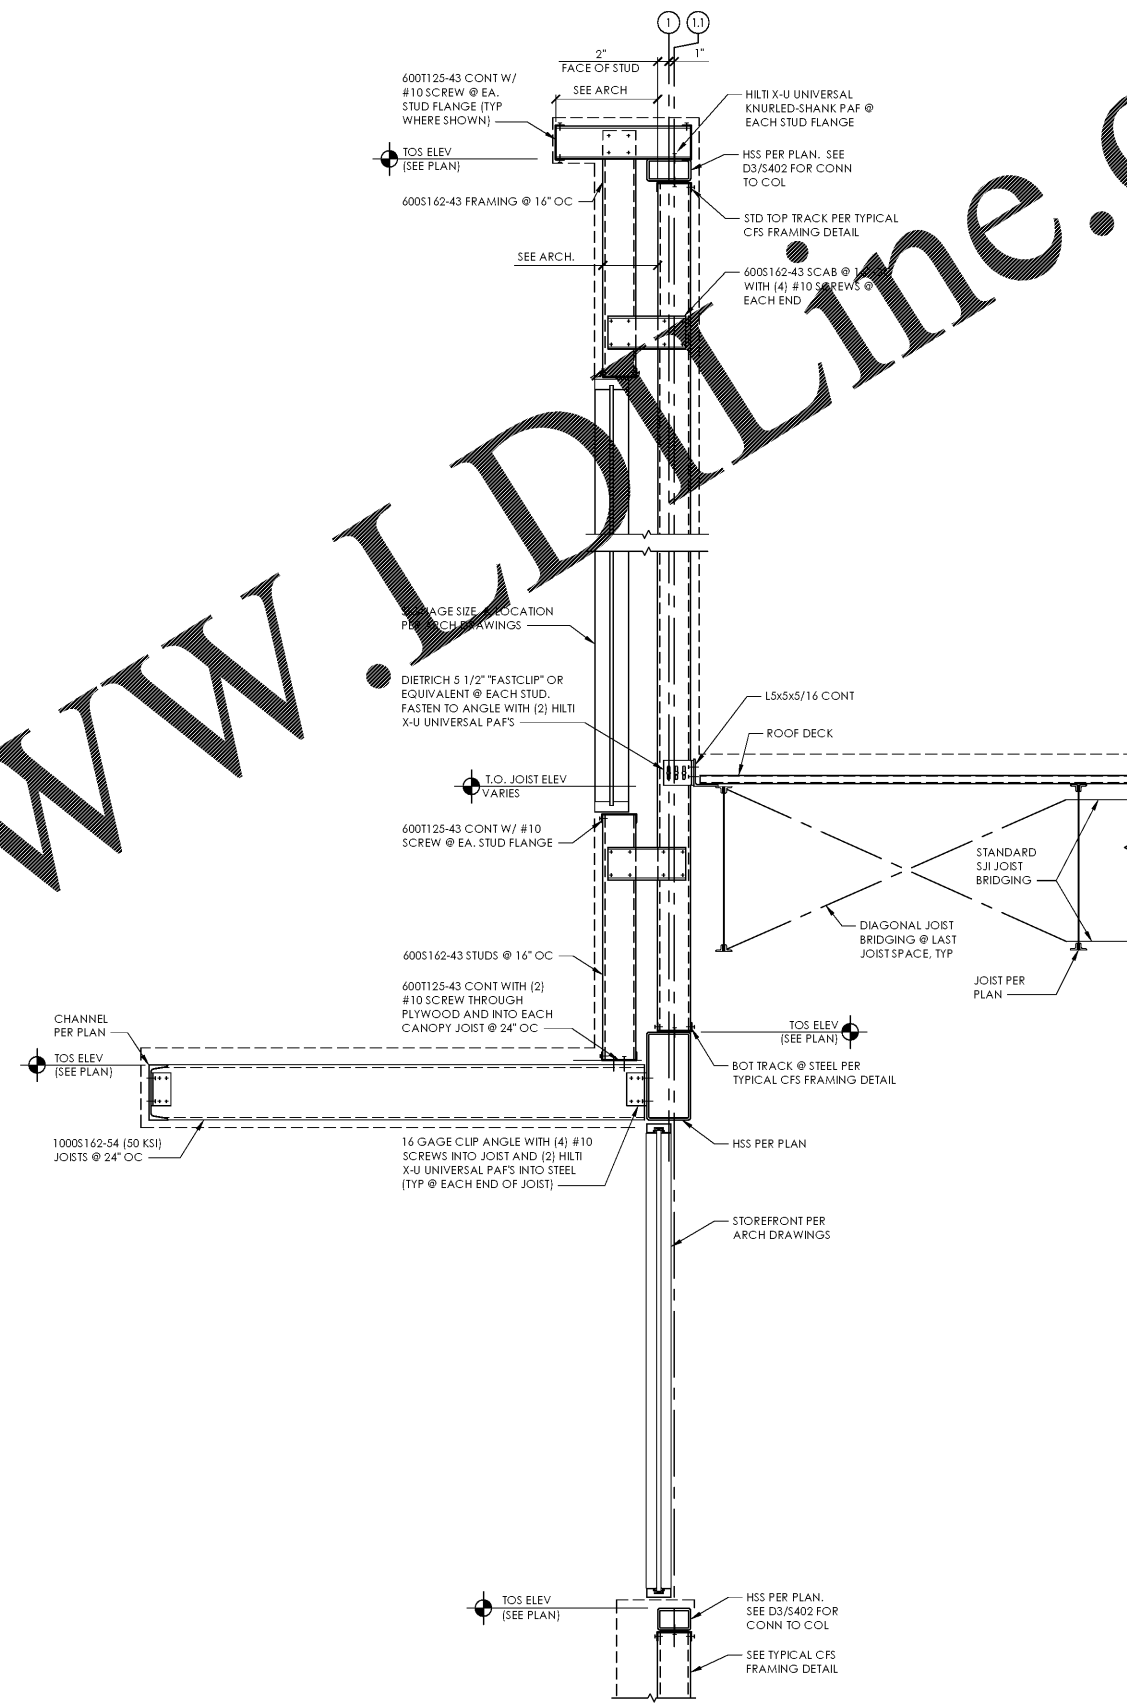 1
1.1
2"
1"
FACE OF STUD
SEE ARCH
600T125-43 CONT W/
#10 SCREW @ EA.
STUD FLANGE (TYP
WHERE SHOWN)
HILTI X-U UNIVERSAL
KNURLED-SHANK PAF @
EACH STUD FLANGE
TOS ELEV
(SEE PLAN)
HSS PER PLAN. SEE
D3/S402 FOR CONN
TO COL
600S162-43 FRAMING @ 16" OC
STD TOP TRACK PER TYPICAL
CFS FRAMING DETAIL
SEE ARCH.
600S162-43 SCAB @
WITH (4) #10 SCREWS @
EACH END
www.LDILine.c
SIGNAGE SIZE & LOCATION
PER ARCH DRAWINGS
DIETRICH 5 1/2" "FASTCLIP" OR
EQUIVALENT @ EACH STUD.
FASTEN TO ANGLE WITH (2) HILTI
X-U UNIVERSAL PAF'S
L5x5x5/16 CONT
ROOF DECK
T.O. JOIST ELEV
VARIES
600T125-43 CONT W/ #10
SCREW @ EA. STUD FLANGE
STANDARD
SJI JOIST
BRIDGING
DIAGONAL JOIST
BRIDGING @ LAST
JOIST SPACE, TYP
600S162-43 STUDS @ 16" OC
JOIST PER
PLAN
600T125-43 CONT WITH (2)
#10 SCREW THROUGH
PLYWOOD AND INTO EACH
CANOPY JOIST @ 24" OC
CHANNEL
PER PLAN
TOS ELEV
(SEE PLAN)
TOS ELEV
(SEE PLAN)
BOT TRACK @ STEEL PER
TYPICAL CFS FRAMING DETAIL
1000S162-54 (50 KSI)
JOISTS @ 24" OC
16 GAGE CLIP ANGLE WITH (4) #10
SCREWS INTO JOIST AND (2) HILTI
X-U UNIVERSAL PAF'S INTO STEEL
(TYP @ EACH END OF JOIST)
HSS PER PLAN
STOREFRONT PER
ARCH DRAWINGS
TOS ELEV
(SEE PLAN)
HSS PER PLAN.
SEE D3/S402 FOR
CONN TO COL
SEE TYPICAL CFS
FRAMING DETAIL